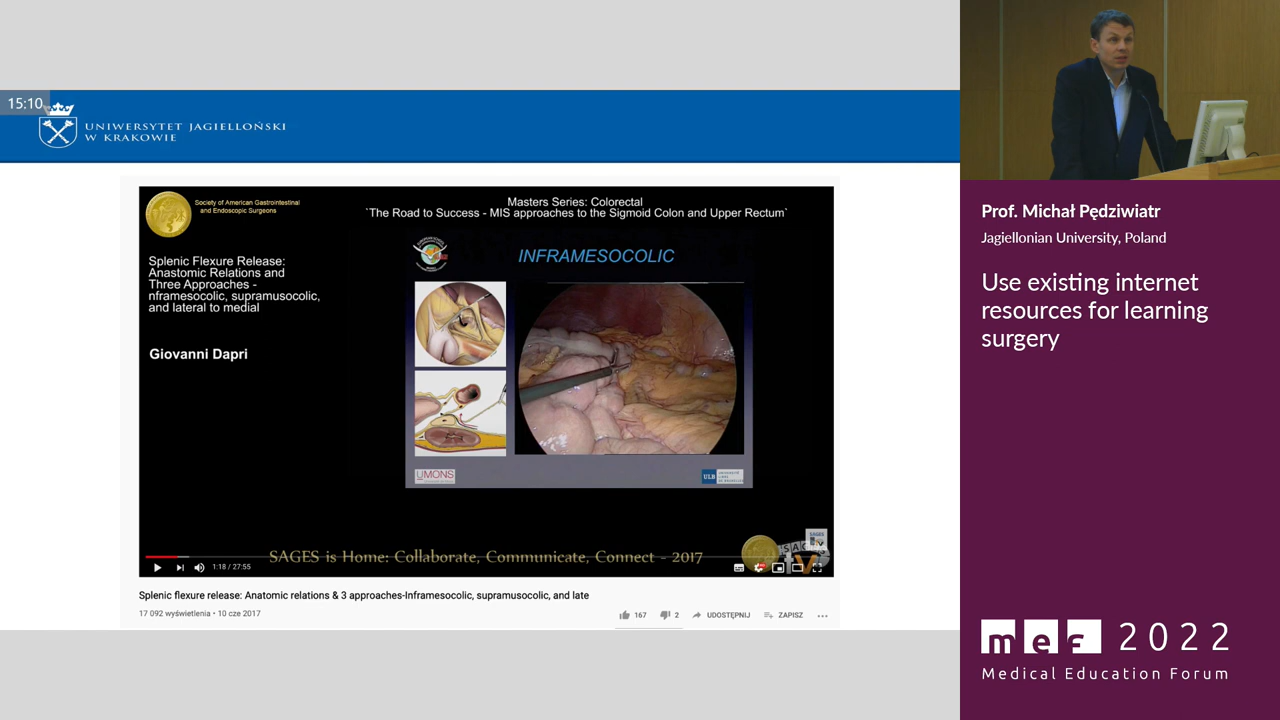 15:10
UNIWERSYTET JAGIELLOŃSKI
W KRAKOWIE
Society of American Gastrointestinal
and Endoscopic Surgeons
Masters Series: Colorectal
`The Road to Success - MIS approaches to the Sigmoid Colon and Upper Rectum`
Splenic Flexure Release:
Anastomic Relations and
Three Approaches -
nframesocolic, supramusocolic,
and lateral to medial
Giovanni Dapri
INFRAMESOCOLIC
UMONS
ULB
SAGES is Home: Collaborate, Communicate, Connect - 2017
SAGES
1:18 / 27:55
Splenic flexure release: Anatomic relations & 3 approaches-Inframesocolic, supramusocolic, and late
17 092 wyświetlenia • 10 cze 2017
167
2
UDOSTĘPNIJ
ZAPISZ
Prof. Michał Pędziwiatr
Jagiellonian University, Poland
Use existing internet
resources for learning
surgery
mef 2022
Medical Education Forum